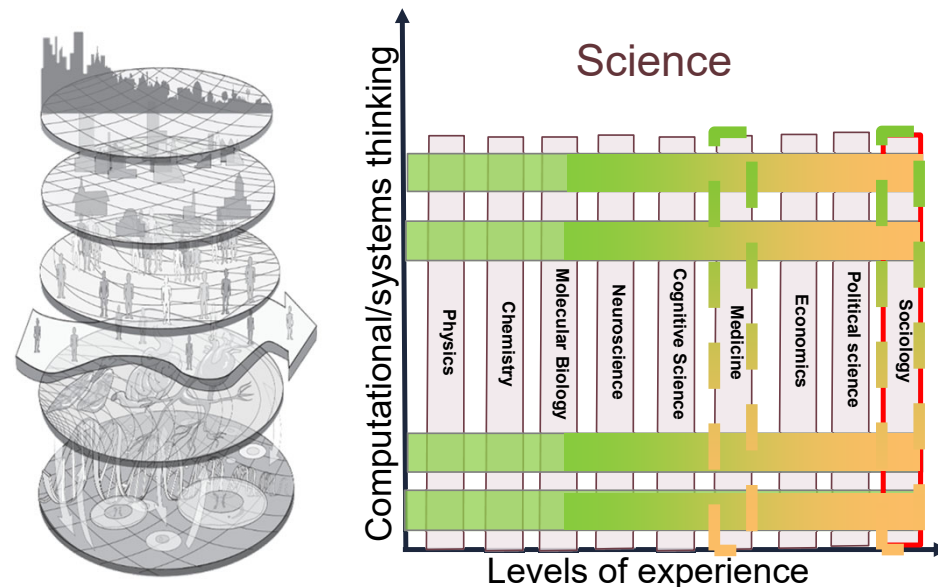 Science
Computational/systems thinking
Physics
Chemistry
Molecular Biology
Neuroscience
Cognitive Science
Medicine
Economics
Political science
Sociology
Levels of experience